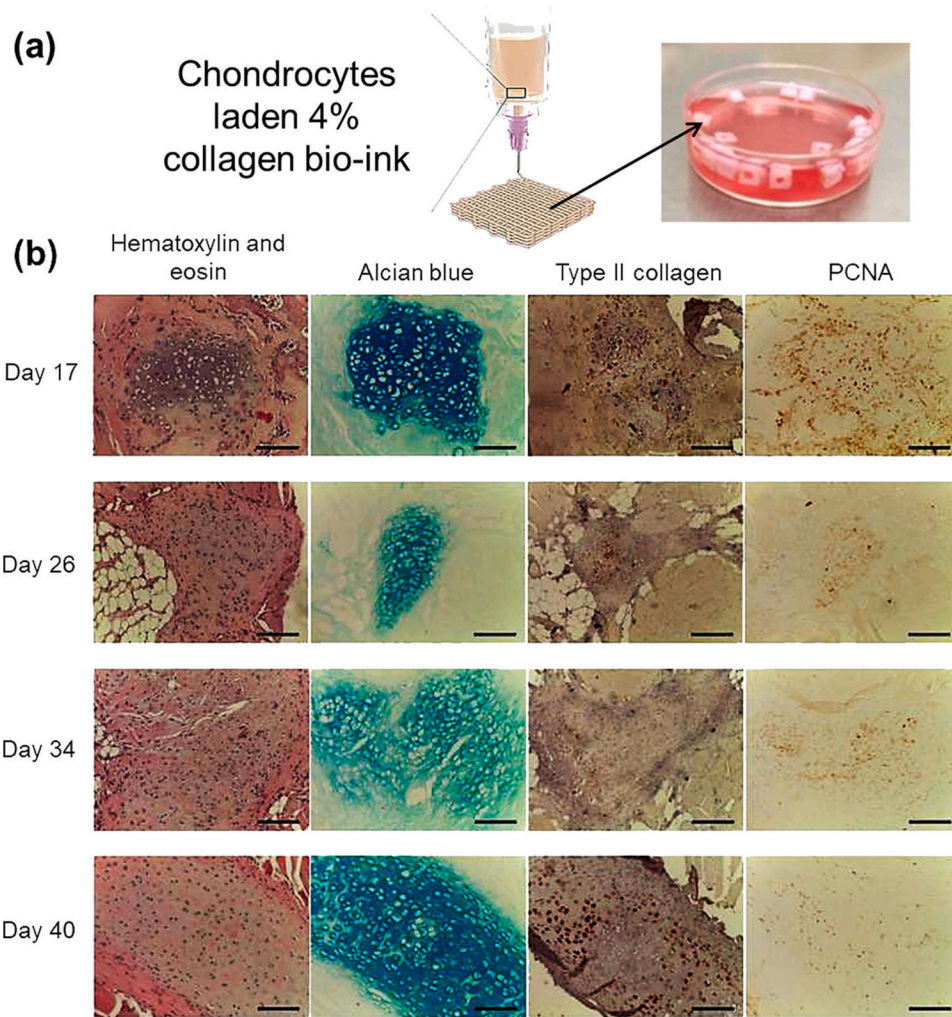 (a)
Chondrocytes
laden 4%
collagen bio-ink
(b)
Hematoxylin and
eosin
Alcian blue
Type II collagen
PCNA
Day 17
Day 26
Day 34
Day 40